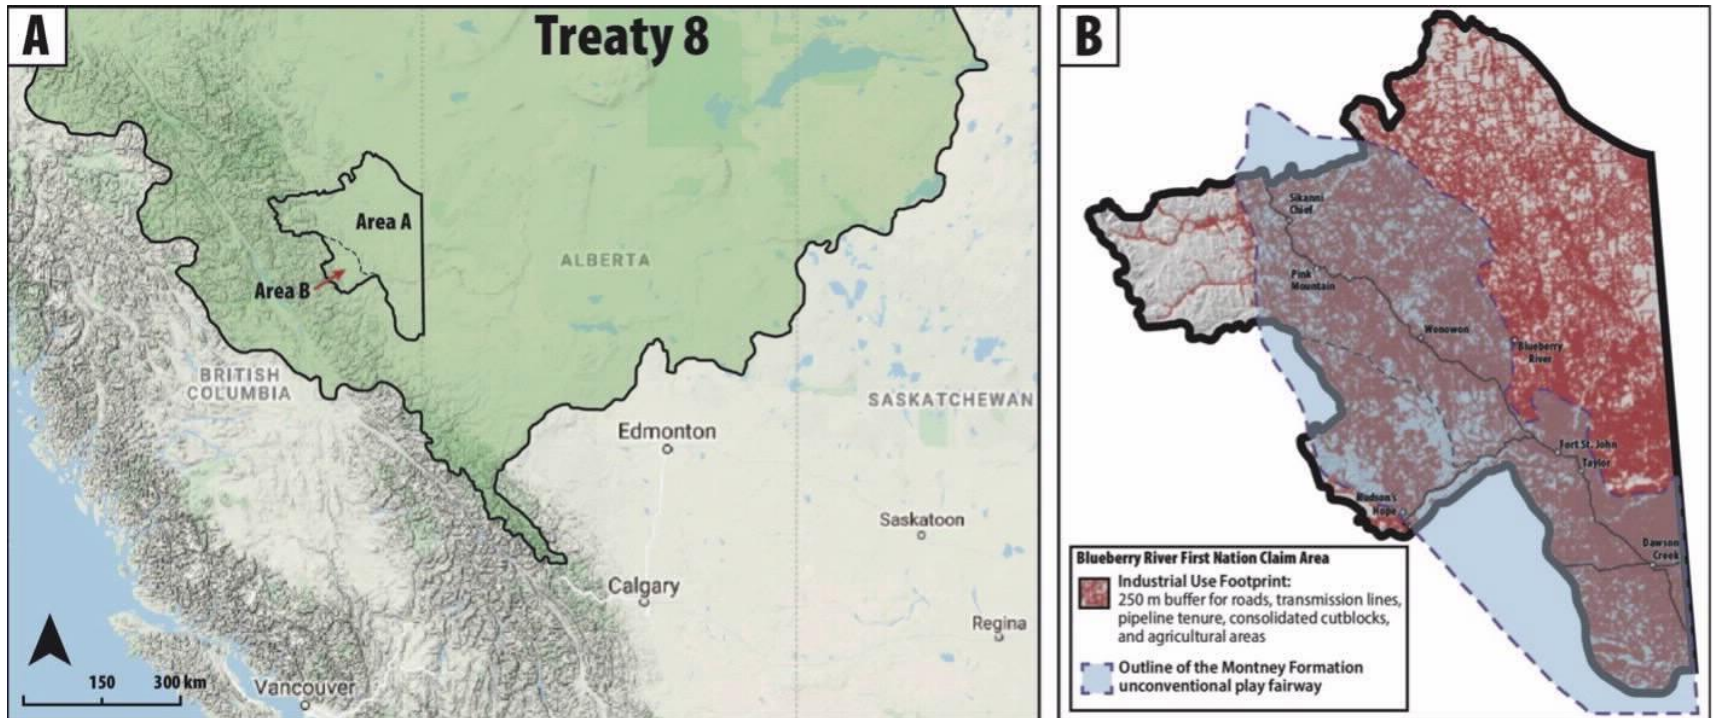 A
Treaty 8
Area A
Area B
ALBERTA
BRITISH
COLUMBIA
SASKATCHEWAN
Edmonton
Saskatoon
Calgary
Regina
Vancouver
150
300 km
B
Sikanni
Chief
Pink
Mountain
Wonowon
Blueberry
River
Fort St. John
Taylor
Hudson's
Hope
Dawson
Creek
Blueberry River First Nation Claim Area
Industrial Use Footprint:
250 m buffer for roads, transmission lines,
pipeline tenure, consolidated cutblocks,
and agricultural areas
Outline of the Montney Formation
unconventional play fairway